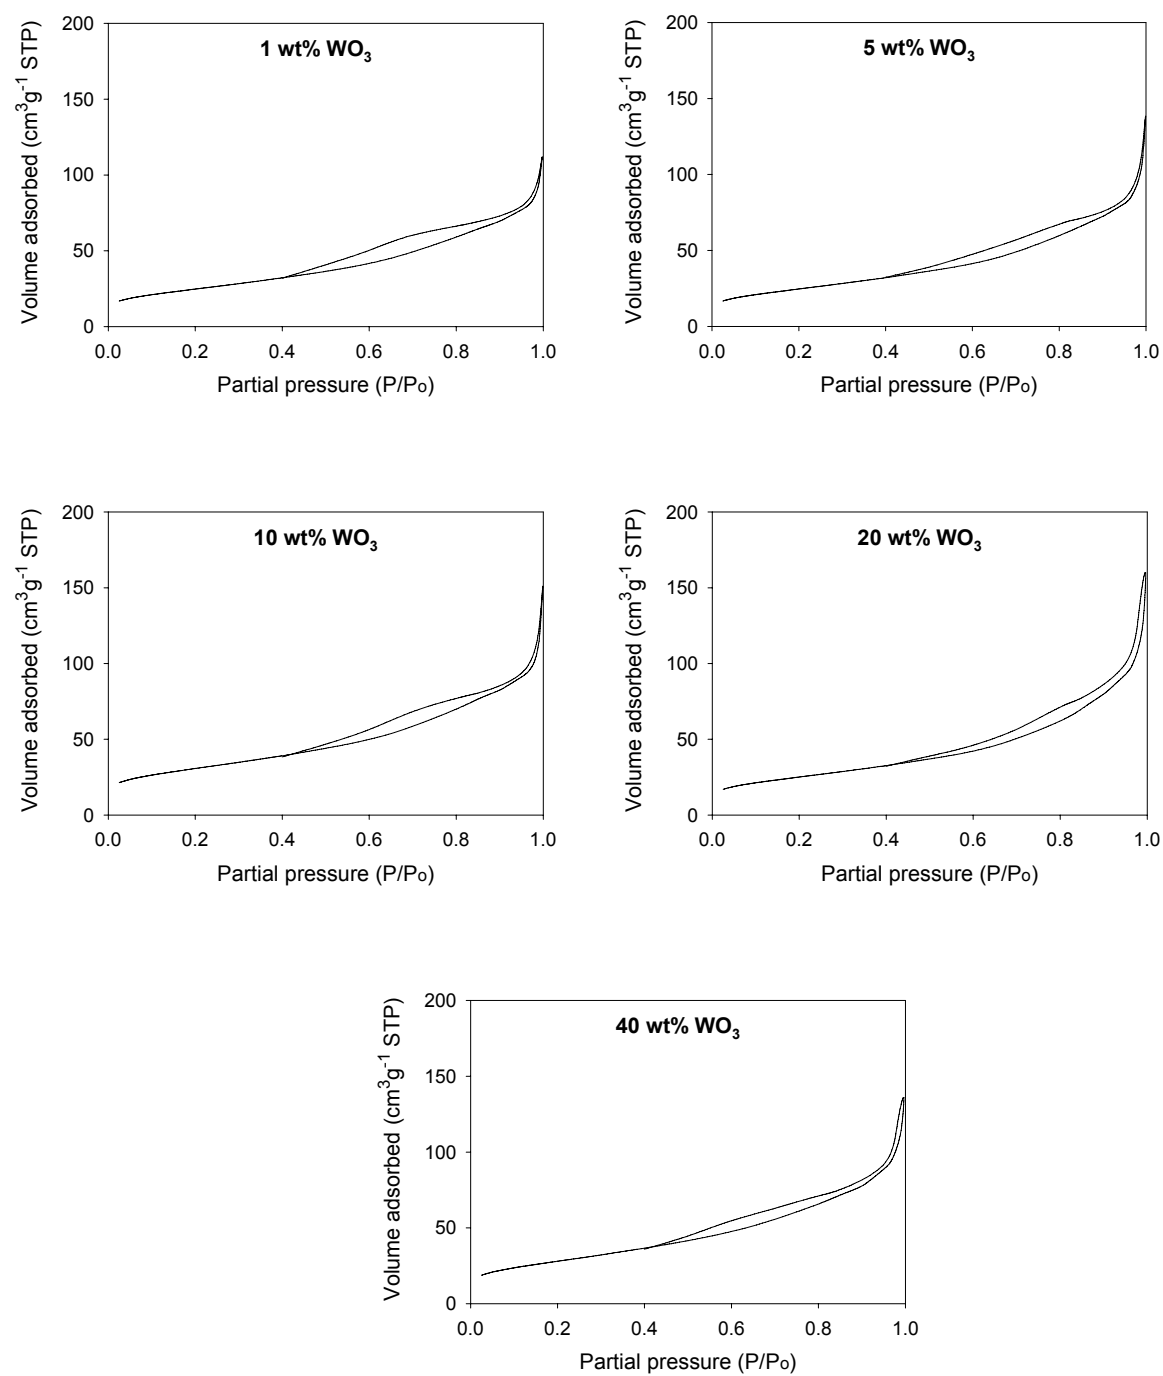 1 wt% WO3
Volume adsorbed (cm3g-1 STP)
200
150
100
50
0
0.0 0.2 0.4 0.6 0.8 1.0
Partial pressure (P/Po)
5 wt% WO3
Volume adsorbed (cm3g-1 STP)
200
150
100
50
0
0.0 0.2 0.4 0.6 0.8 1.0
Partial pressure (P/Po)
10 wt% WO3
Volume adsorbed (cm3g-1 STP)
200
150
100
50
0
0.0 0.2 0.4 0.6 0.8 1.0
Partial pressure (P/Po)
20 wt% WO3
Volume adsorbed (cm3g-1 STP)
200
150
100
50
0
0.0 0.2 0.4 0.6 0.8 1.0
Partial pressure (P/Po)
40 wt% WO3
Volume adsorbed (cm3g-1 STP)
200
150
100
50
0
0.0 0.2 0.4 0.6 0.8 1.0
Partial pressure (P/Po)